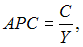 APC = C/Y,